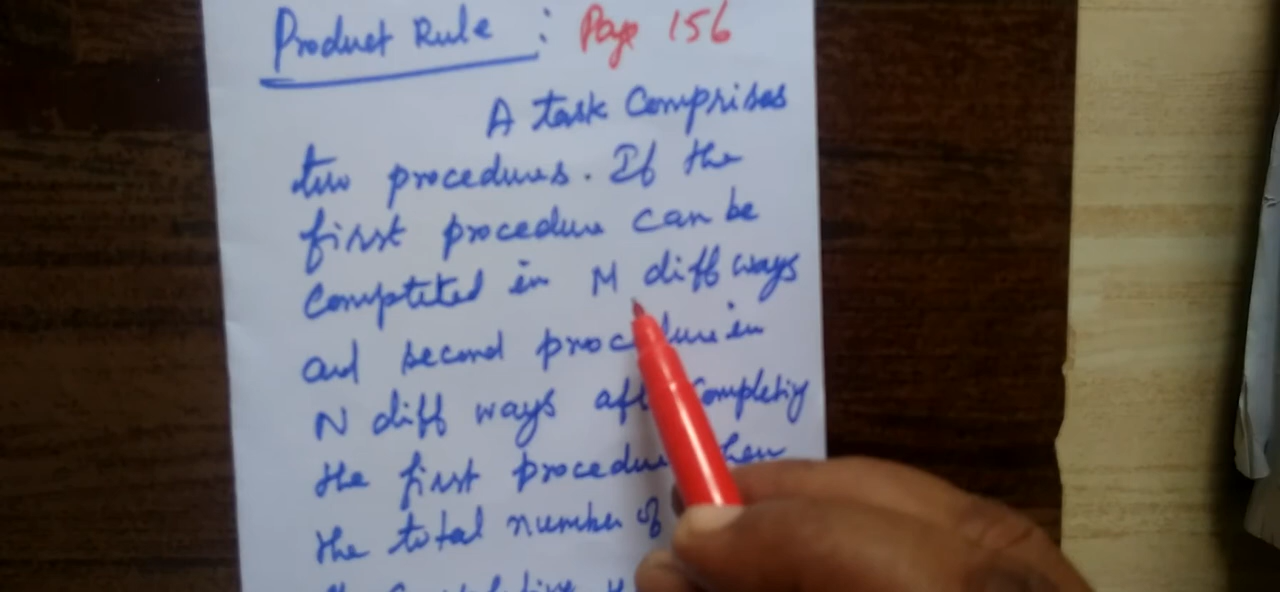 Product Rule : Page 156
A task Comprises
two procedures. If the
first procedure can be
Completed in M diff ways
and second procedure in
N diff ways after Completing
the first procedure then
the total number of